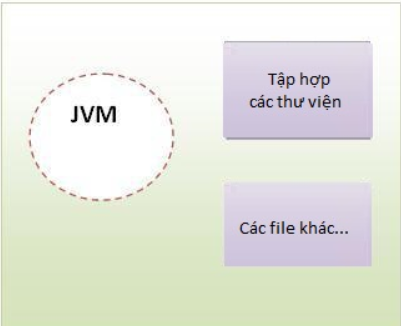 JVM
Tập hợp
các thư viện
Các file khác...